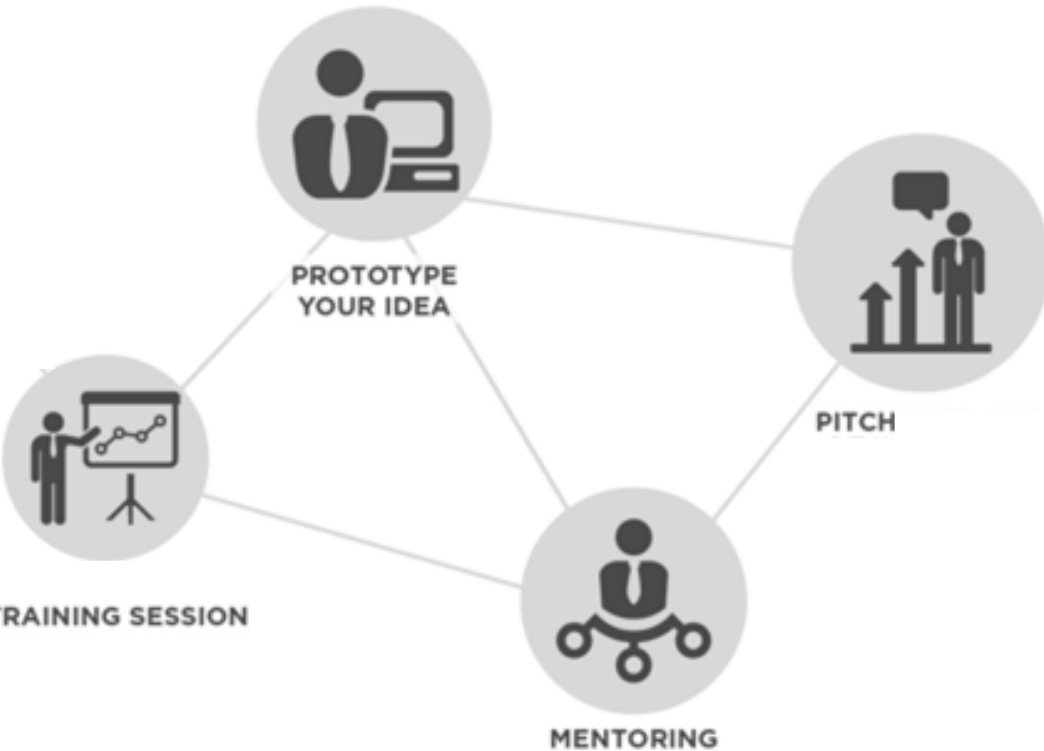 PROTOTYPE
YOUR IDEA
PITCH
TRAINING SESSION
MENTORING